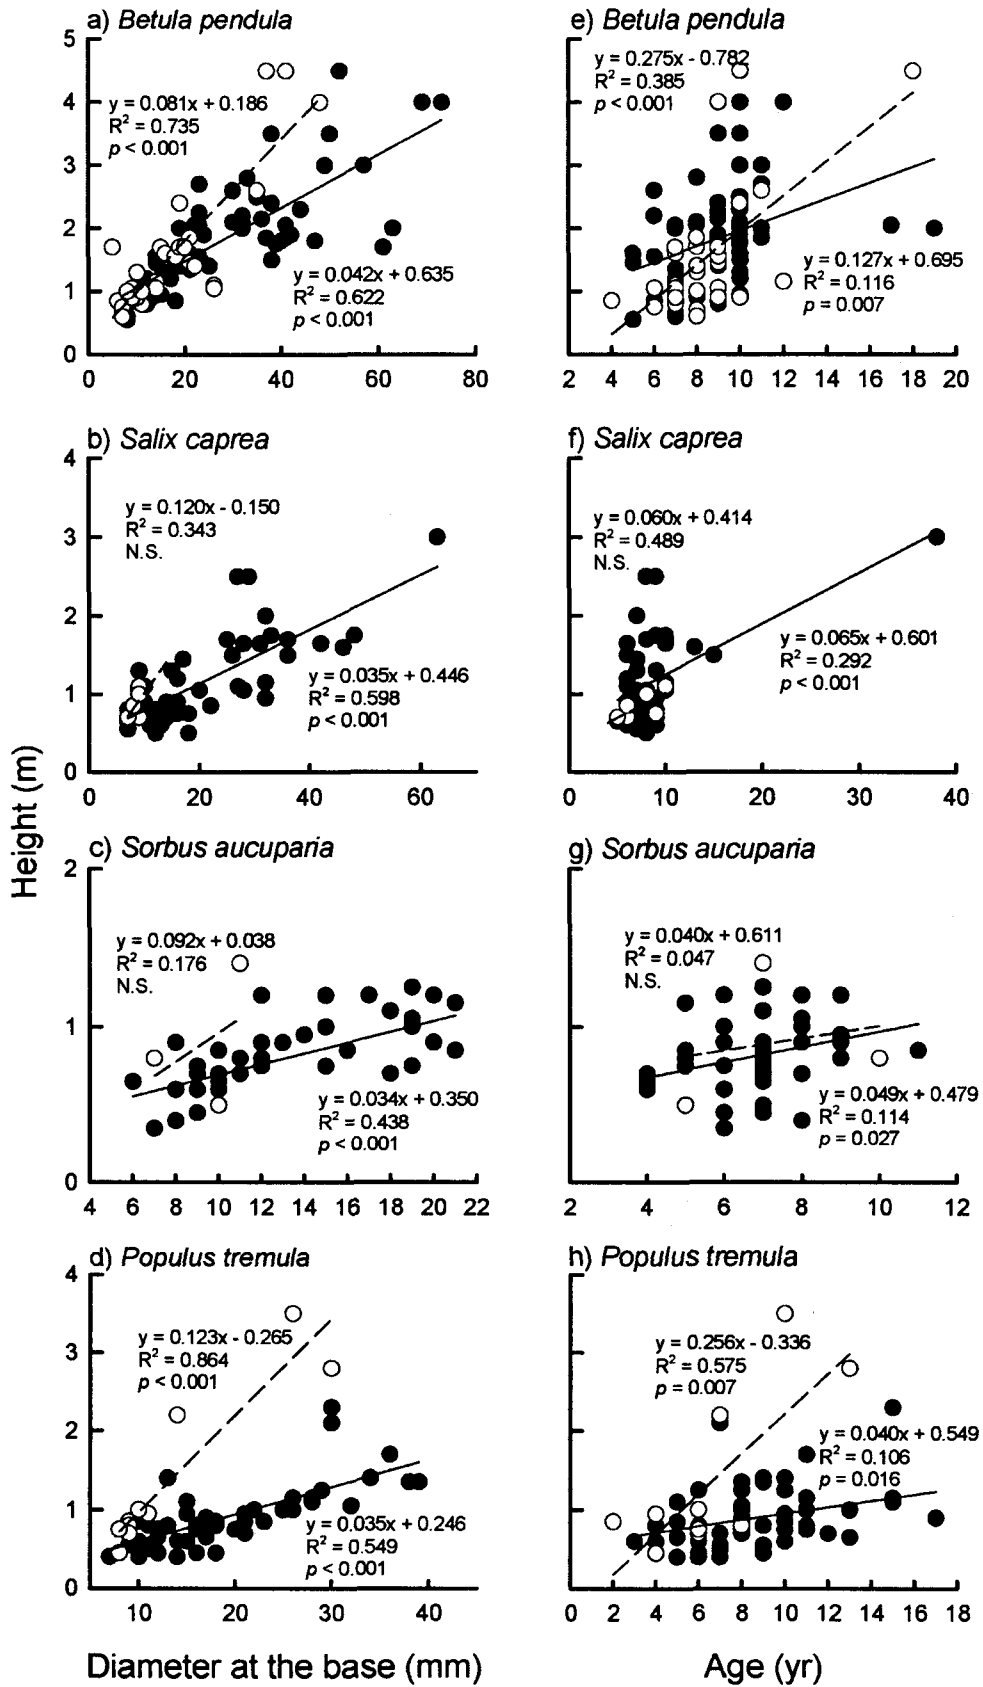 a) Betula pendula
5
4
3
2
1
0
y = 0.081x + 0.186
R² = 0.735
p < 0.001
y = 0.042x + 0.635
R² = 0.622
p < 0.001
0 20 40 60 80
e) Betula pendula
y = 0.275x - 0.782
R² = 0.385
p < 0.001
y = 0.127x + 0.695
R² = 0.116
p = 0.007
2 4 6 8 10 12 14 16 18 20
b) Salix caprea
4
3
2
1
0
y = 0.120x - 0.150
R² = 0.343
N.S.
y = 0.035x + 0.446
R² = 0.598
p < 0.001
0 20 40 60
f) Salix caprea
y = 0.060x + 0.414
R² = 0.489
N.S.
y = 0.065x + 0.601
R² = 0.292
p < 0.001
0 10 20 30 40
Height (m)
c) Sorbus aucuparia
2
1
0
y = 0.092x + 0.038
R² = 0.176
N.S.
y = 0.034x + 0.350
R² = 0.438
p < 0.001
4 6 8 10 12 14 16 18 20 22
g) Sorbus aucuparia
y = 0.040x + 0.611
R² = 0.047
N.S.
y = 0.049x + 0.479
R² = 0.114
p = 0.027
2 4 6 8 10 12
d) Populus tremula
4
3
2
1
0
y = 0.123x - 0.265
R² = 0.864
p < 0.001
y = 0.035x + 0.246
R² = 0.549
p < 0.001
10 20 30 40
Diameter at the base (mm)
h) Populus tremula
y = 0.256x - 0.336
R² = 0.575
p = 0.007
y = 0.040x + 0.549
R² = 0.106
p = 0.016
0 2 4 6 8 10 12 14 16 18
Age (yr)